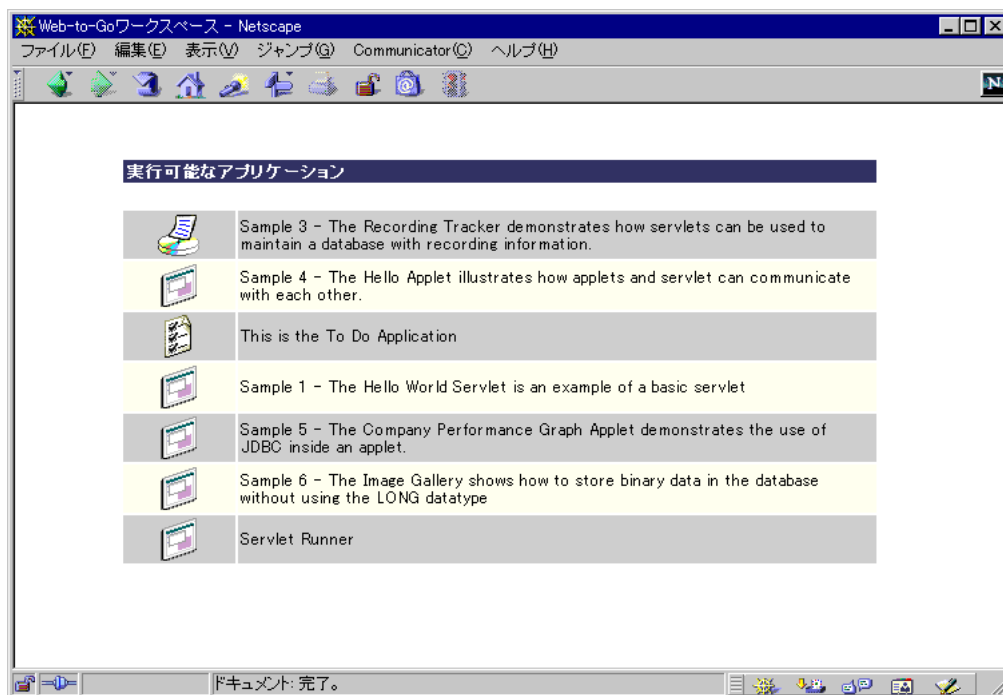 Web-to-Goワークスペース - Netscape
ファイル(F) 編集(E) 表示(V) ジャンプ(G) Communicator(C) ヘルプ(H)
N
実行可能なアプリケーション
Sample 3 - The Recording Tracker demonstrates how servlets can be used to
maintain a database with recording information.
Sample 4 - The Hello Applet illustrates how applets and servlet can communicate
with each other.
This is the To Do Application
Sample 1 - The Hello World Servlet is an example of a basic servlet
Sample 5 - The Company Performance Graph Applet demonstrates the use of
JDBC inside an applet.
Sample 6 - The Image Gallery shows how to store binary data in the database
without using the LONG datatype
Servlet Runner
ドキュメント: 完了。